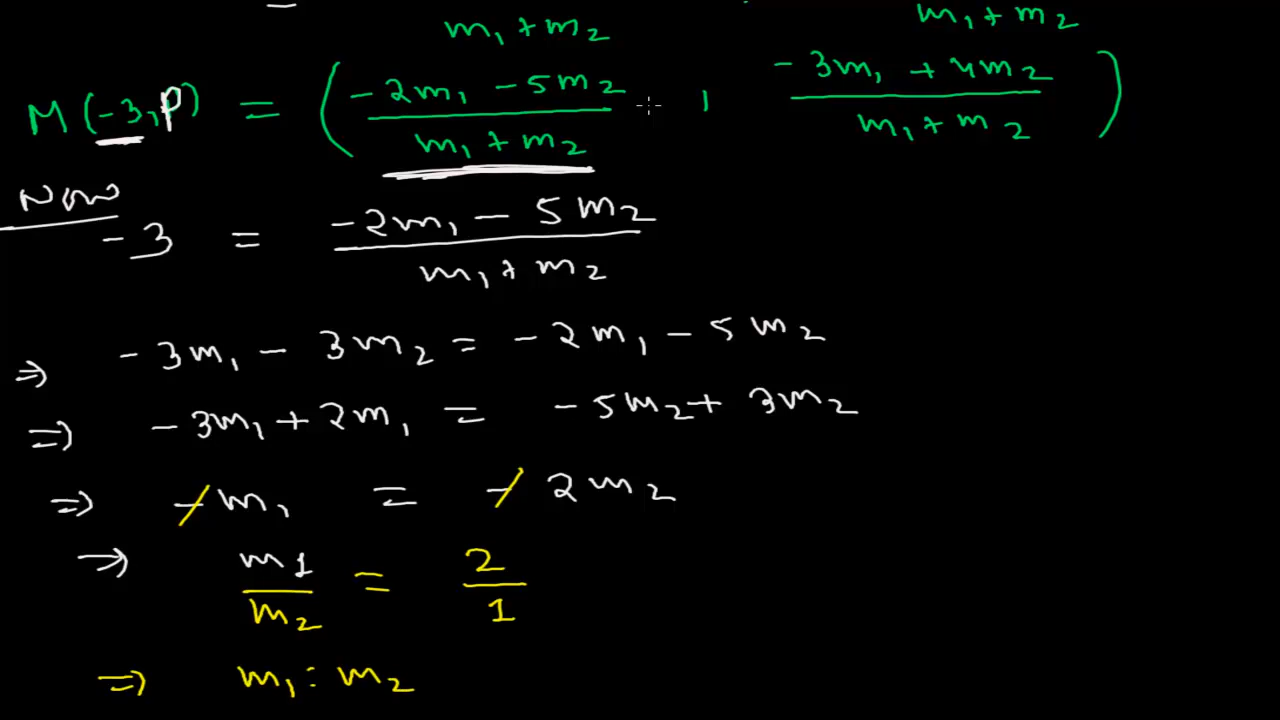 m₁ + m₂ m₁ + m₂
M (-3, P) = ( (-2m₁ - 5m₂)/(m₁ + m₂) , (-3m₁ + 4m₂)/(m₁ + m₂) )
Now
-3 = (-2m₁ - 5m₂)/(m₁ + m₂)
⇒ -3m₁ - 3m₂ = -2m₁ - 5m₂
⇒ -3m₁ + 2m₁ = -5m₂ + 3m₂
⇒ -m₁ = -2m₂
⇒ m1/m₂ = 2/1
⇒ m₁ : m₂